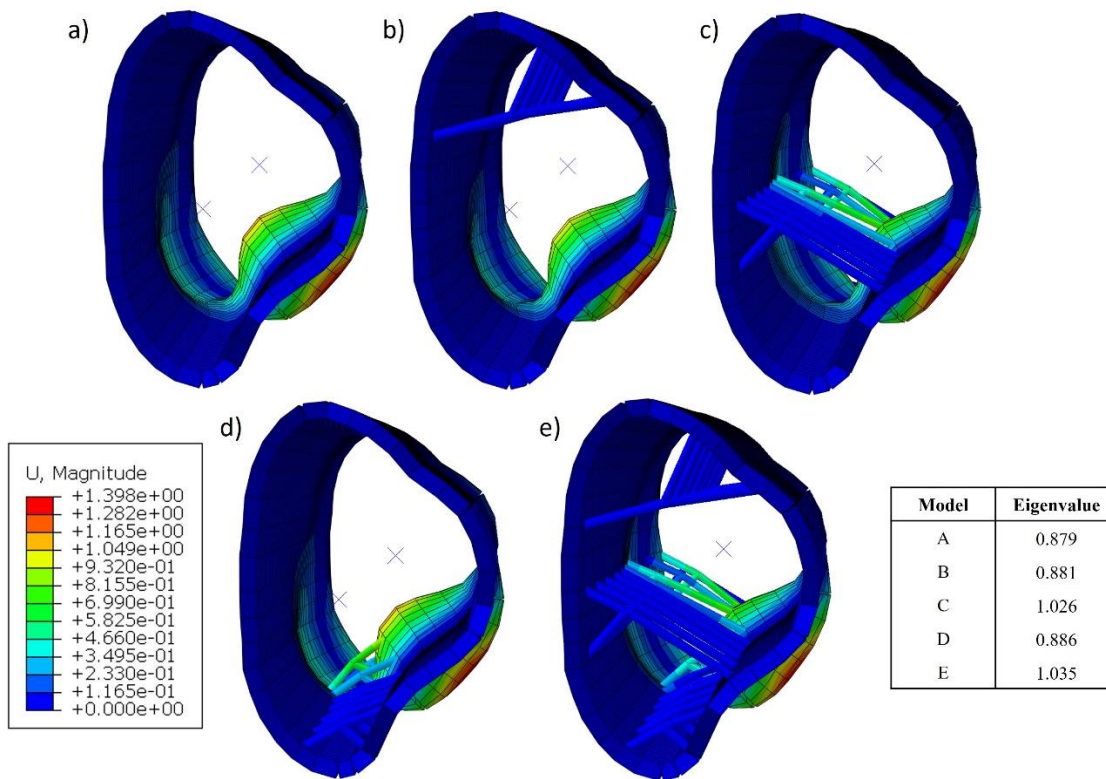 a)
b)
c)
d)
e)
U, Magnitude
+1.398e+00
+1.282e+00
+1.165e+00
+1.049e+00
+9.320e-01
+8.155e-01
+6.990e-01
+5.825e-01
+4.660e-01
+3.495e-01
+2.330e-01
+1.165e-01
+0.000e+00
Model Eigenvalue
A 0.879
B 0.881
C 1.026
D 0.886
E 1.035